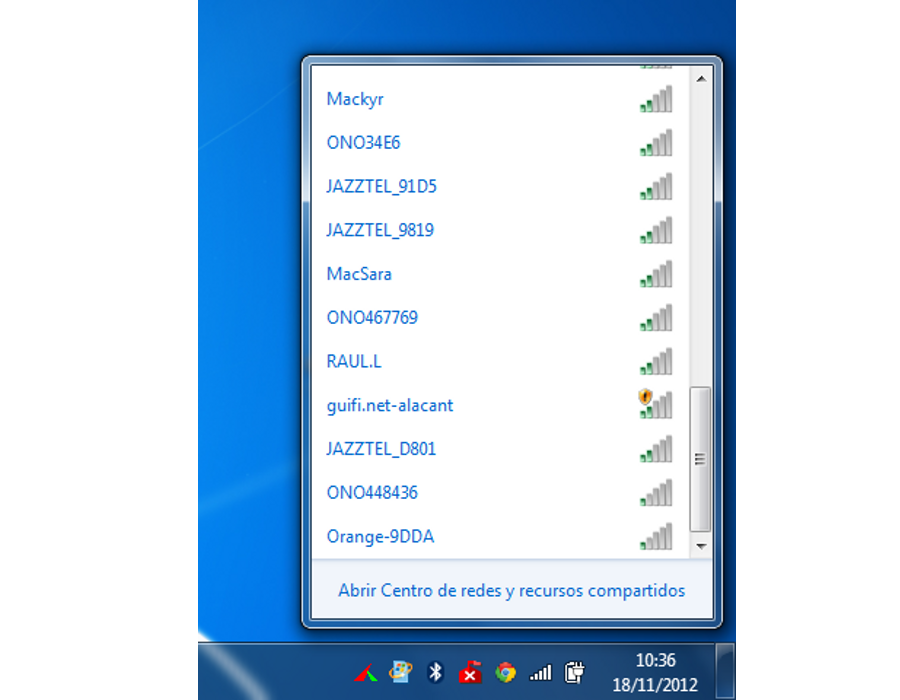 Mackyr
ONO34E6
JAZZTEL_91D5
JAZZTEL_9819
MacSara
ONO467769
RAUL.L
guifi.net-alacant
JAZZTEL_D801
ONO448436
Orange-9DDA
Abrir Centro de redes y recursos compartidos
10:36
18/11/2012